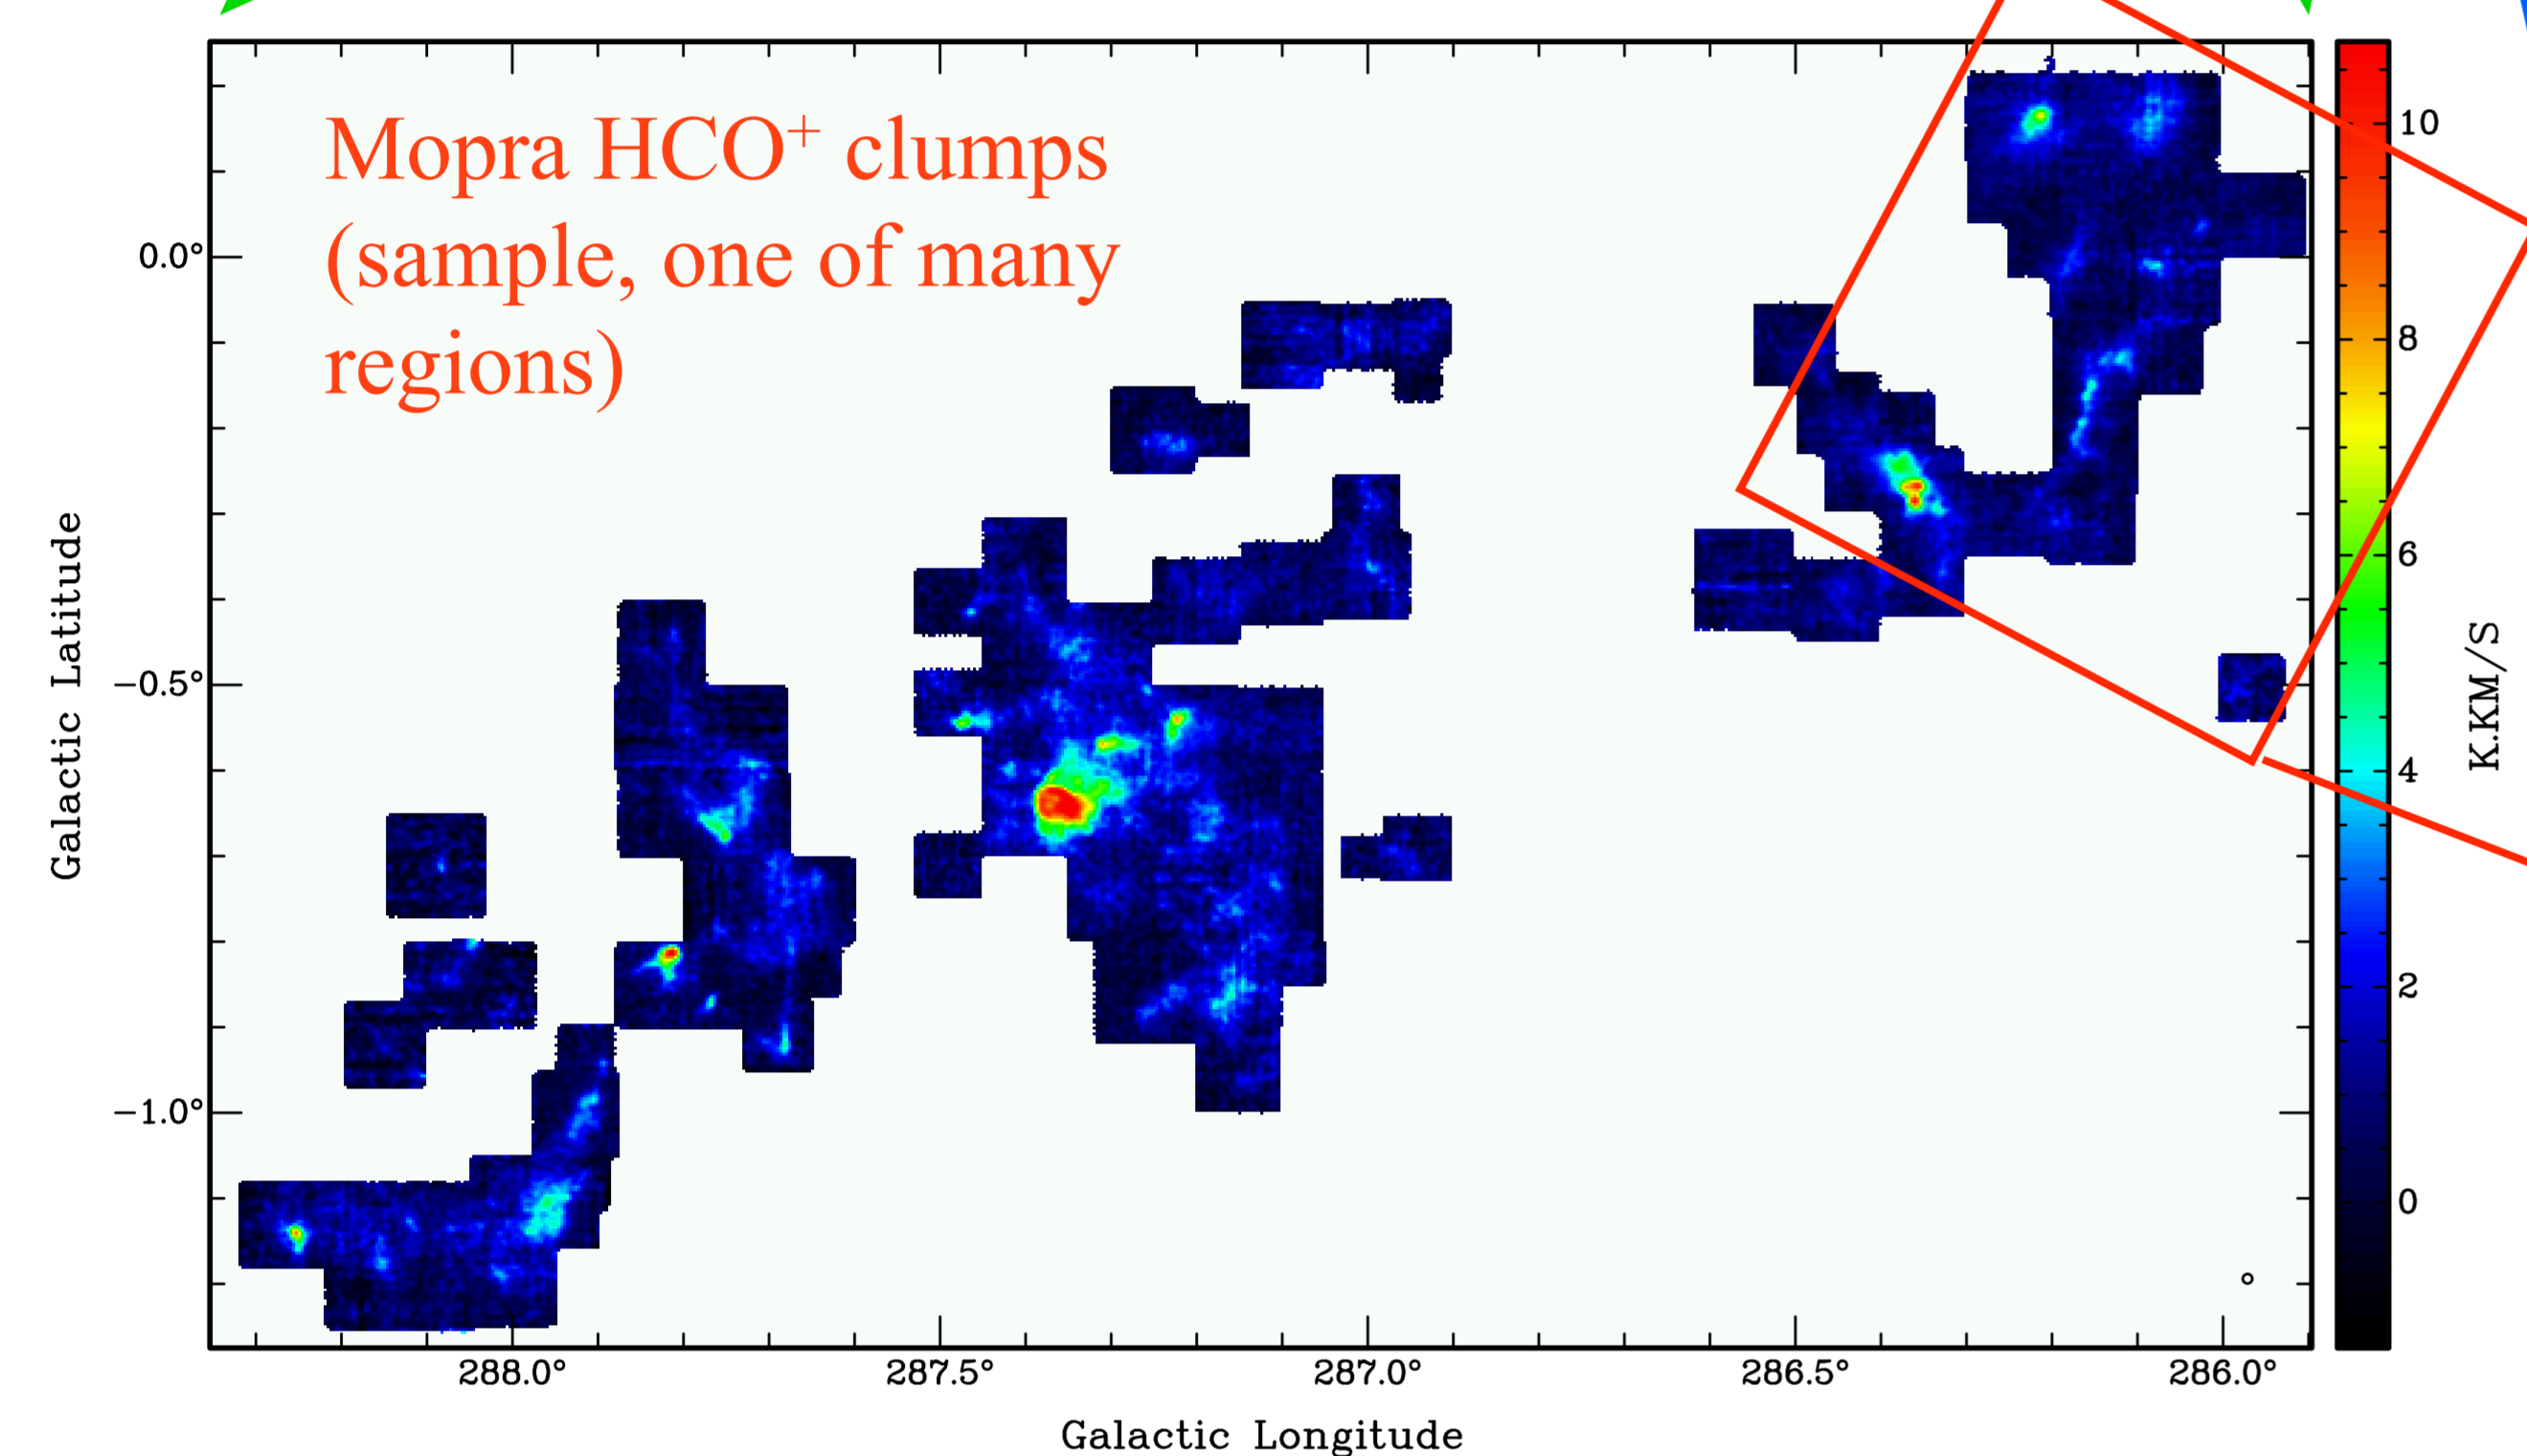 Mopra HCO⁺ clumps
(sample, one of many
regions)
0.0°
−0.5°
−1.0°
Galactic Latitude
288.0°
287.5°
287.0°
286.5°
286.0°
Galactic Longitude
10
8
6
4
2
0
K.KM/S